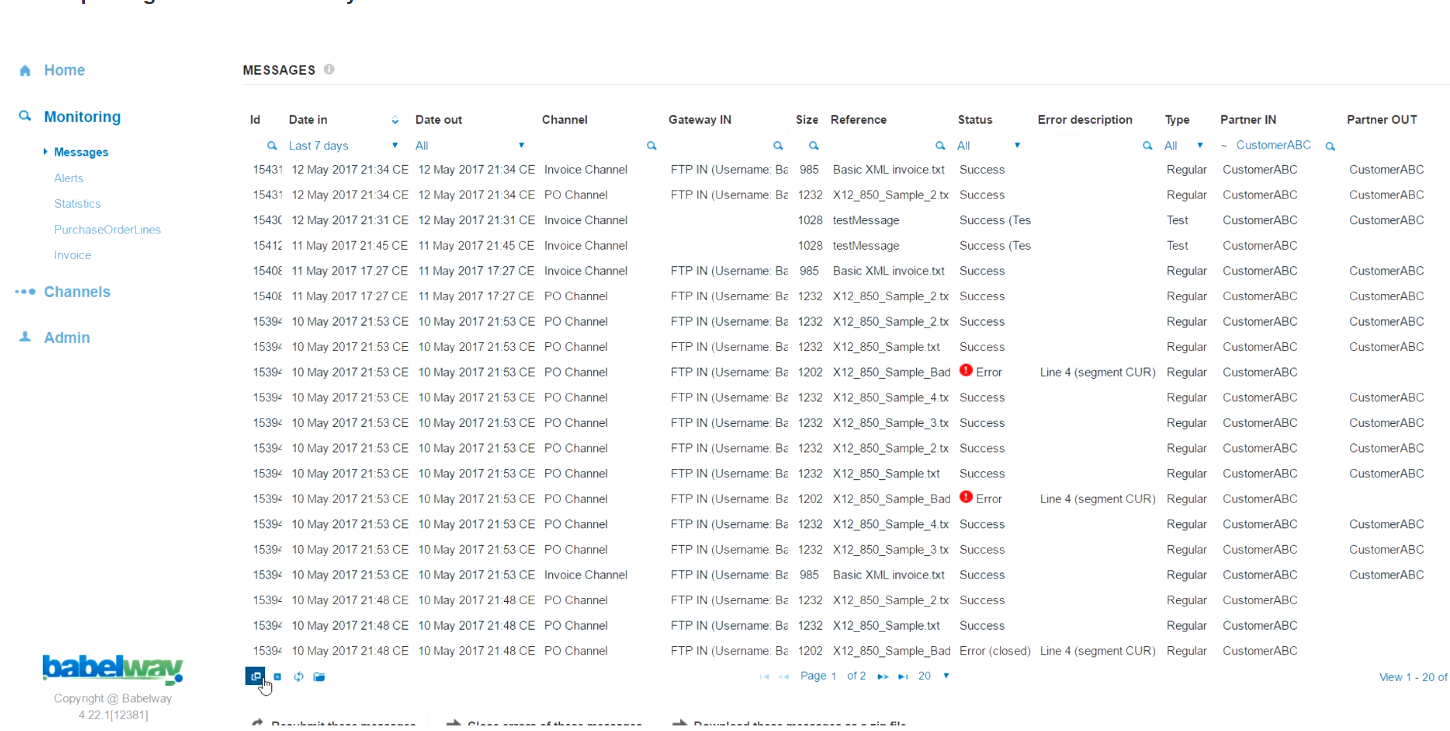 Home
Monitoring
Messages
Alerts
Statistics
PurchaseOrderLines
Invoice
Channels
Admin
babelway
Copyright @ Babelway
4.22.1[12381]
MESSAGES
Id Date in Date out Channel Gateway IN Size Reference Status Error description Type Partner IN Partner OUT
Last 7 days All All All ~ CustomerABC
15431 12 May 2017 21:34 CE 12 May 2017 21:34 CE Invoice Channel FTP IN (Username: Ba 985 Basic XML invoice.txt Success Regular CustomerABC CustomerABC
15431 12 May 2017 21:34 CE 12 May 2017 21:34 CE PO Channel FTP IN (Username: Ba 1232 X12_850_Sample_2.tx Success Regular CustomerABC CustomerABC
1543 12 May 2017 21:31 CE 12 May 2017 21:31 CE Invoice Channel 1028 testMessage Success (Tes Test CustomerABC CustomerABC
15412 11 May 2017 21:45 CE 11 May 2017 21:45 CE Invoice Channel 1028 testMessage Success (Tes Test CustomerABC
1540 11 May 2017 17:27 CE 11 May 2017 17:27 CE Invoice Channel FTP IN (Username: Ba 985 Basic XML invoice.txt Success Regular CustomerABC CustomerABC
1540 11 May 2017 17:27 CE 11 May 2017 17:27 CE PO Channel FTP IN (Username: Ba 1232 X12_850_Sample_2.tx Success Regular CustomerABC CustomerABC
1539 10 May 2017 21:53 CE 10 May 2017 21:53 CE PO Channel FTP IN (Username: Ba 1232 X12_850_Sample_2.tx Success Regular CustomerABC CustomerABC
1539 10 May 2017 21:53 CE 10 May 2017 21:53 CE PO Channel FTP IN (Username: Ba 1232 X12_850_Sample.txt Success Regular CustomerABC CustomerABC
1539 10 May 2017 21:53 CE 10 May 2017 21:53 CE PO Channel FTP IN (Username: Ba 1202 X12_850_Sample_Bad Error Line 4 (segment CUR) Regular CustomerABC
1539 10 May 2017 21:53 CE 10 May 2017 21:53 CE PO Channel FTP IN (Username: Ba 1232 X12_850_Sample_4.tx Success Regular CustomerABC CustomerABC
1539 10 May 2017 21:53 CE 10 May 2017 21:53 CE PO Channel FTP IN (Username: Ba 1232 X12_850_Sample_3.tx Success Regular CustomerABC CustomerABC
1539 10 May 2017 21:53 CE 10 May 2017 21:53 CE PO Channel FTP IN (Username: Ba 1232 X12_850_Sample_2.tx Success Regular CustomerABC CustomerABC
1539 10 May 2017 21:53 CE 10 May 2017 21:53 CE PO Channel FTP IN (Username: Ba 1232 X12_850_Sample.txt Success Regular CustomerABC CustomerABC
1539 10 May 2017 21:53 CE 10 May 2017 21:53 CE PO Channel FTP IN (Username: Ba 1202 X12_850_Sample_Bad Error Line 4 (segment CUR) Regular CustomerABC
1539 10 May 2017 21:53 CE 10 May 2017 21:53 CE PO Channel FTP IN (Username: Ba 1232 X12_850_Sample_4.tx Success Regular CustomerABC CustomerABC
1539 10 May 2017 21:53 CE 10 May 2017 21:53 CE PO Channel FTP IN (Username: Ba 1232 X12_850_Sample_3.tx Success Regular CustomerABC CustomerABC
1539 10 May 2017 21:53 CE 10 May 2017 21:53 CE Invoice Channel FTP IN (Username: Ba 985 Basic XML invoice.txt Success Regular CustomerABC CustomerABC
1539 10 May 2017 21:48 CE 10 May 2017 21:48 CE PO Channel FTP IN (Username: Ba 1232 X12_850_Sample_2.tx Success Regular CustomerABC
1539 10 May 2017 21:48 CE 10 May 2017 21:48 CE PO Channel FTP IN (Username: Ba 1232 X12_850_Sample.txt Success Regular CustomerABC
1539 10 May 2017 21:48 CE 10 May 2017 21:48 CE PO Channel FTP IN (Username: Ba 1202 X12_850_Sample_Bad Error (closed) Line 4 (segment CUR) Regular CustomerABC
Page 1 of 2 20 View 1 - 20 of
Resubmit these messages Close errors of these messages Download these messages as a zip file